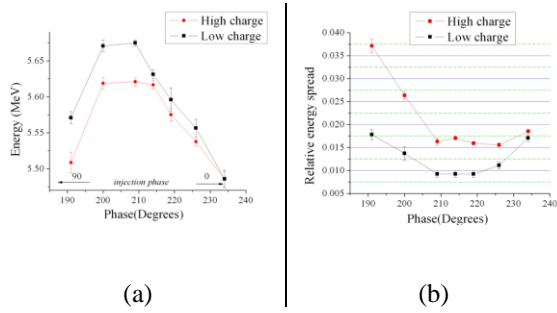 High charge
Low charge
5.65
5.60
5.55
5.50
Energy (MeV)
90
injection phase
0
190 200 210 220 230 240
Phase(Degrees)
(a)
High charge
Low charge
0.040
0.035
0.030
0.025
0.020
0.015
0.010
0.005
Relative energy spread
190 200 210 220 230 240
Phase(Degrees)
(b)